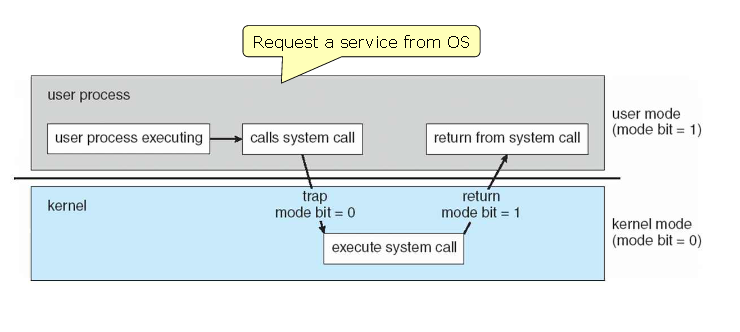 Request a service from OS
user process
user process executing
calls system call
return from system call
user mode
(mode bit = 1)
trap
mode bit = 0
return
mode bit = 1
kernel
execute system call
kernel mode
(mode bit = 0)